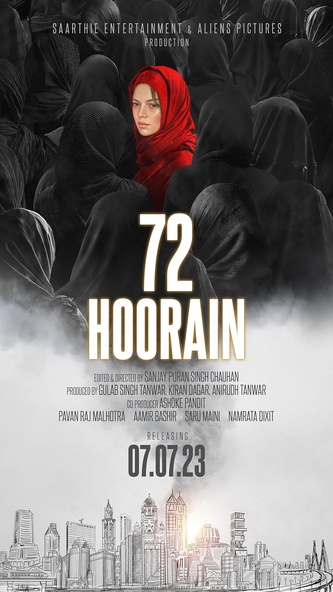 SAARTHIE ENTERTAINMENT & ALIENS PICTURES
PRODUCTION
72
HOORAIN
EDITED & DIRECTED BY SANJAY PURAN SINGH CHAUHAN
PRODUCED BY GULAB SINGH TANWAR, KIRAN DAGAR, ANIRUDH TANWAR
CO PRODUCER ASHOKE PANDIT
PAVAN RAJ MALHOTRA AAMIR BASHIR SARU MAINI NAMRATA DIXIT
RELEASING
07.07.23